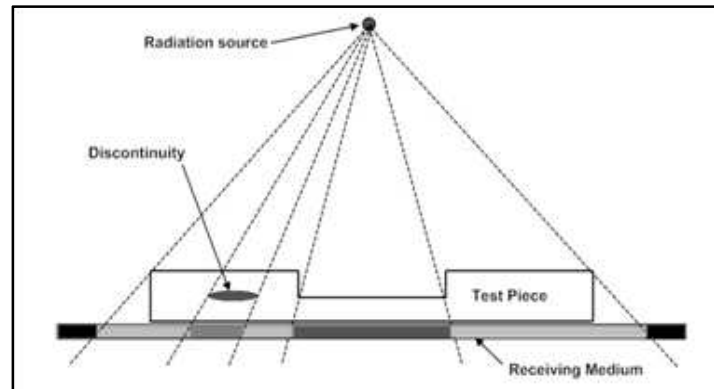 Radiation source
Discontinuity
Test Piece
Receiving Medium